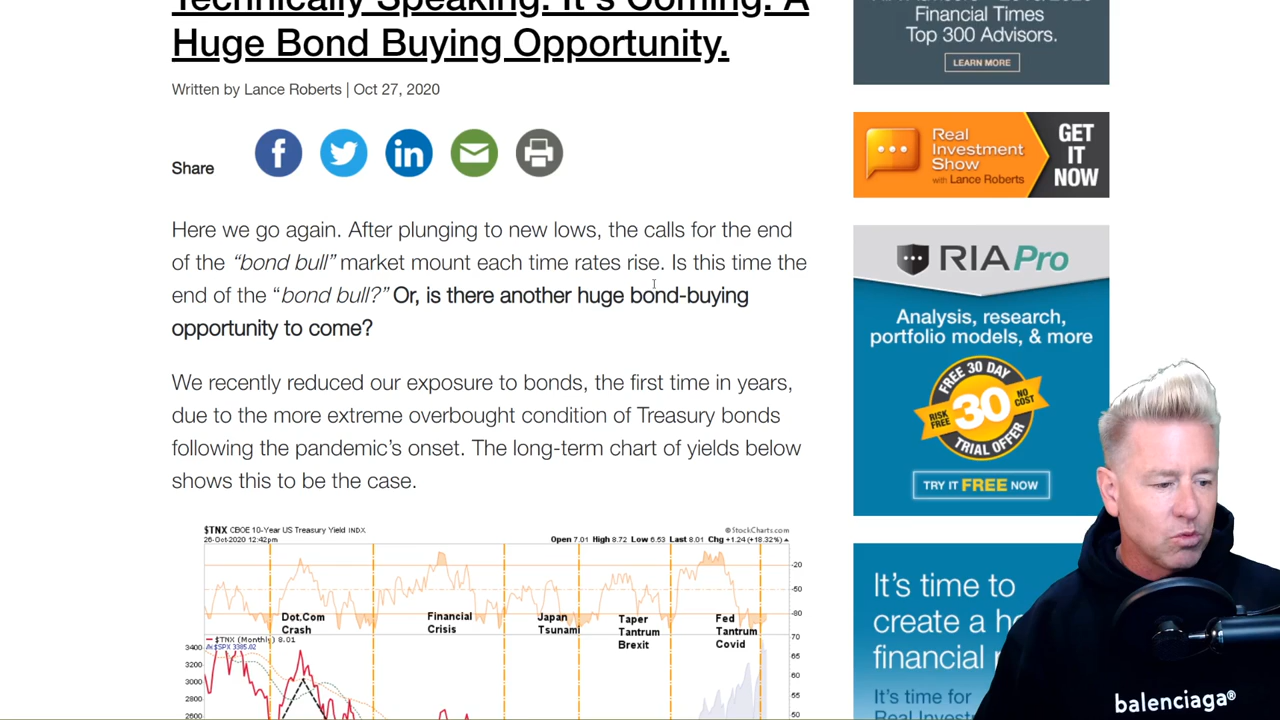 Technically Speaking: It's Coming. A
Huge Bond Buying Opportunity.
Written by Lance Roberts | Oct 27, 2020
Share
Here we go again. After plunging to new lows, the calls for the end
of the “bond bull” market mount each time rates rise. Is this time the
end of the “bond bull?” Or, is there another huge bond-buying
opportunity to come?
We recently reduced our exposure to bonds, the first time in years,
due to the more extreme overbought condition of Treasury bonds
following the pandemic’s onset. The long-term chart of yields below
shows this to be the case.
$TNX CBOE 10-Year US Treasury Yield INDX
© StockCharts.com
26-Oct-2020 12:42pm
Open 7.01 High 8.72 Low 6.53 Last 8.01 Chg +1.24 (+18.32%)
-20
-50
-80
Dot.Com
Crash
Financial
Crisis
Japan
Tsunami
Taper
Tantrum
Brexit
Fed
Tantrum
Covid
$TNX (Monthly) 8.01
$SPX 3385.02
3400
3200
3000
2800
2600
70
65
60
55
50
Financial Times
Top 300 Advisors.
LEARN MORE
Real
Investment
Show
with Lance Roberts
GET
IT
NOW
RIAPro
Analysis, research,
portfolio models, & more
FREE 30 DAY
RISK
FREE
30
NO
COST
TRIAL OFFER
TRY IT FREE NOW
It’s time to
create a
financial
It’s time for
balenciaga®